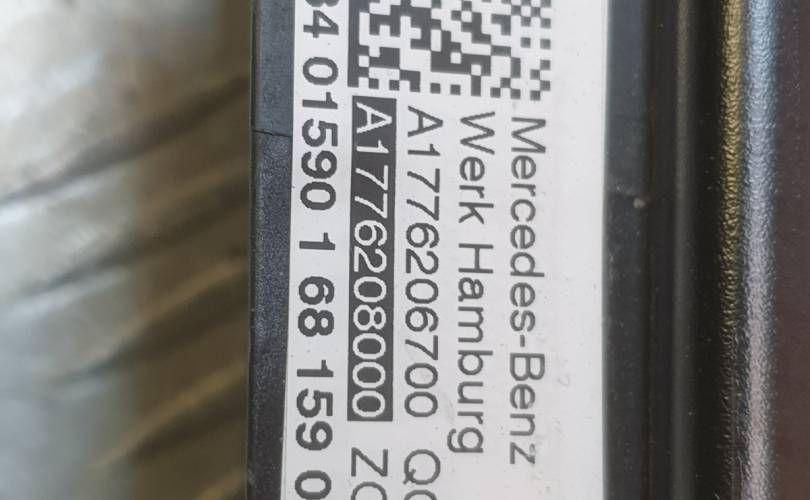 Mercedes-Benz
Werk Hamburg
A1776206700
A1776208000
01590 1 68 159